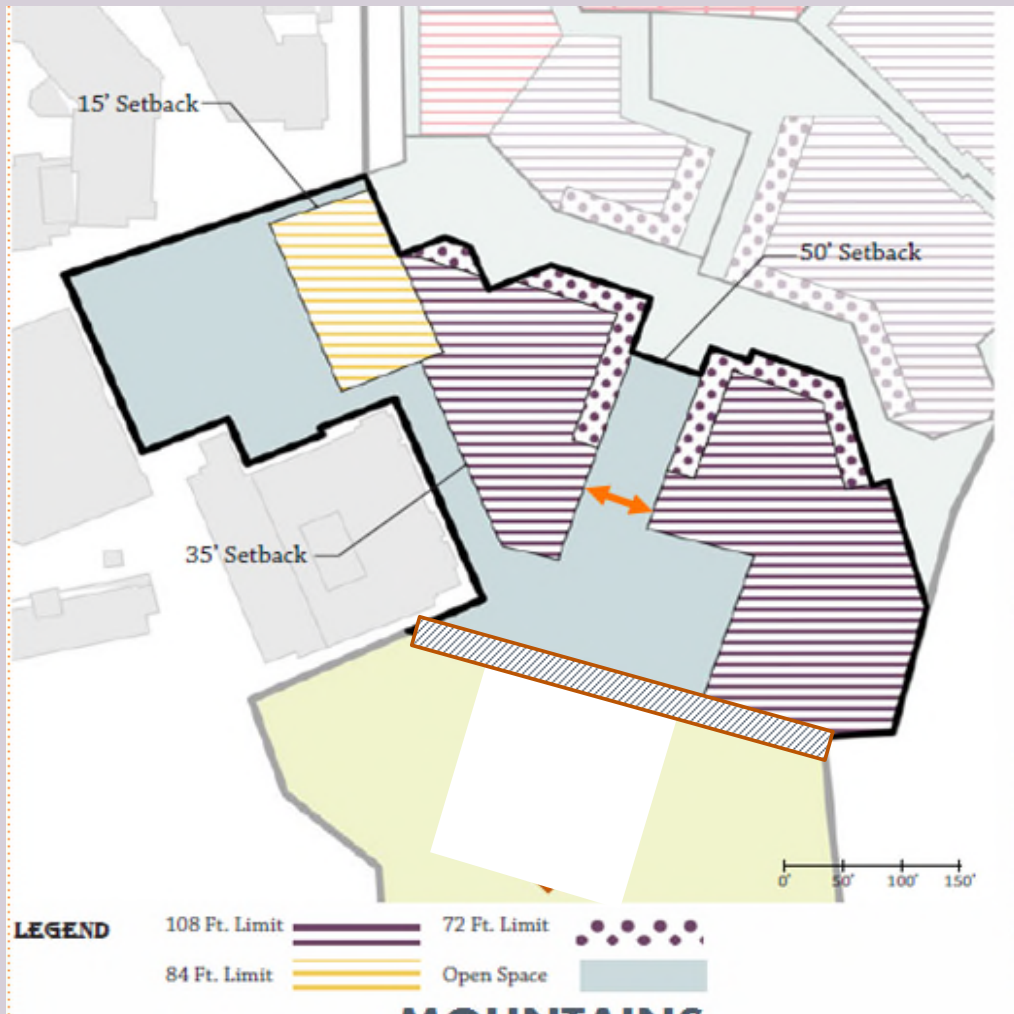 15' Setback
50' Setback
35' Setback
0' 50' 100' 150'
LEGEND
108 Ft. Limit
72 Ft. Limit
84 Ft. Limit
Open Space
MOUNTAINS